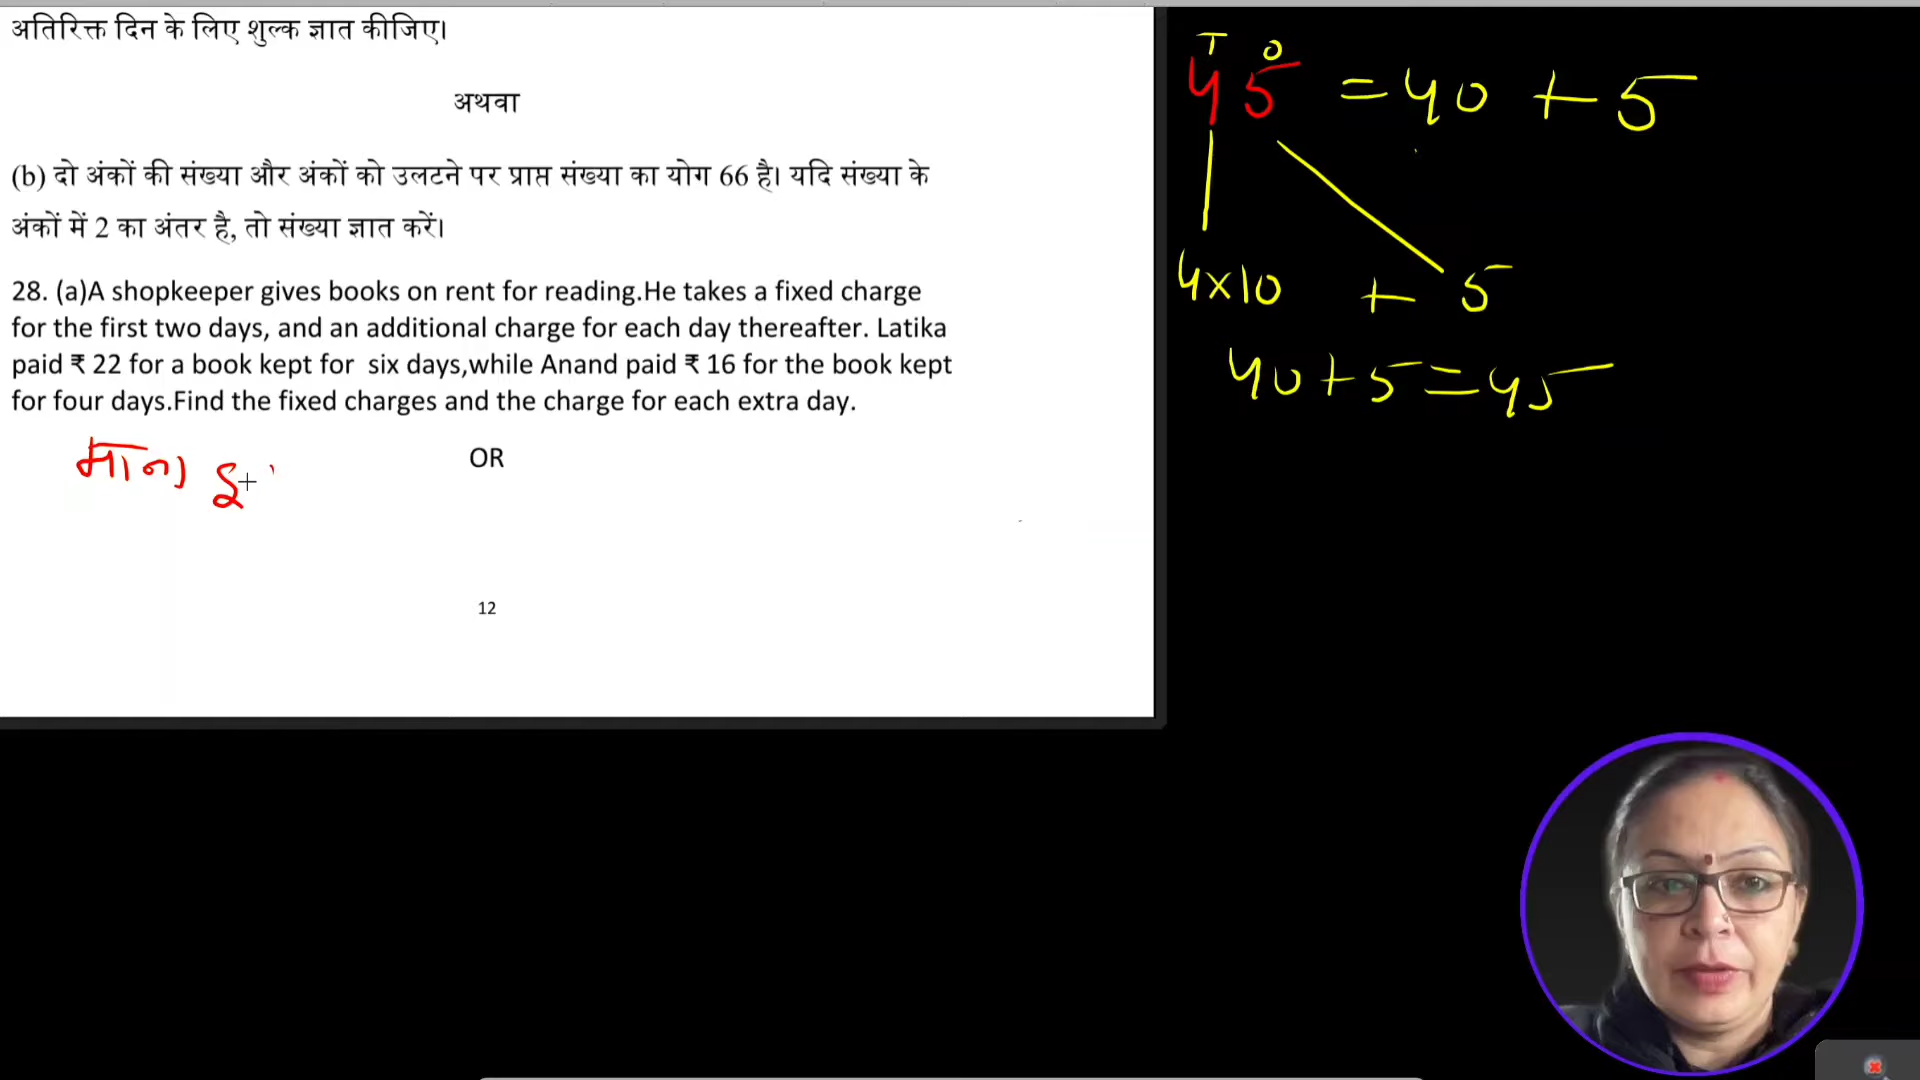 अतिरिक्त दिन के लिए शुल्क ज्ञात कीजिए।
अथवा
(b) दो अंकों की संख्या और अंकों को उलटने पर प्राप्त संख्या का योग 66 है। यदि संख्या के
अंकों में 2 का अंतर है, तो संख्या ज्ञात करें।
28. (a)A shopkeeper gives books on rent for reading.He takes a fixed charge
for the first two days, and an additional charge for each day thereafter. Latika
paid ₹ 22 for a book kept for six days,while Anand paid ₹ 16 for the book kept
for four days.Find the fixed charges and the charge for each extra day.
माना
OR
12
T O
45 = 40 + 5
4×10 + 5
40+5=45